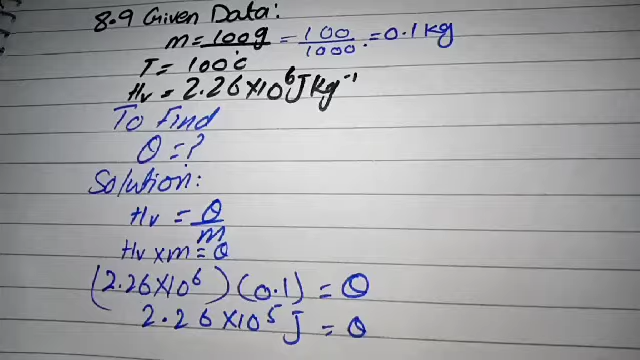 8.9 Given Data:
m = 100g = 100/1000 = 0.1 kg
T = 100°c
Hv = 2.26×10⁶ J kg⁻¹
To Find
Q = ?
Solution:
Hv = Q/m
Hv × m = Q
(2.26×10⁶) (0.1) = Q
2.26×10⁵ J = Q